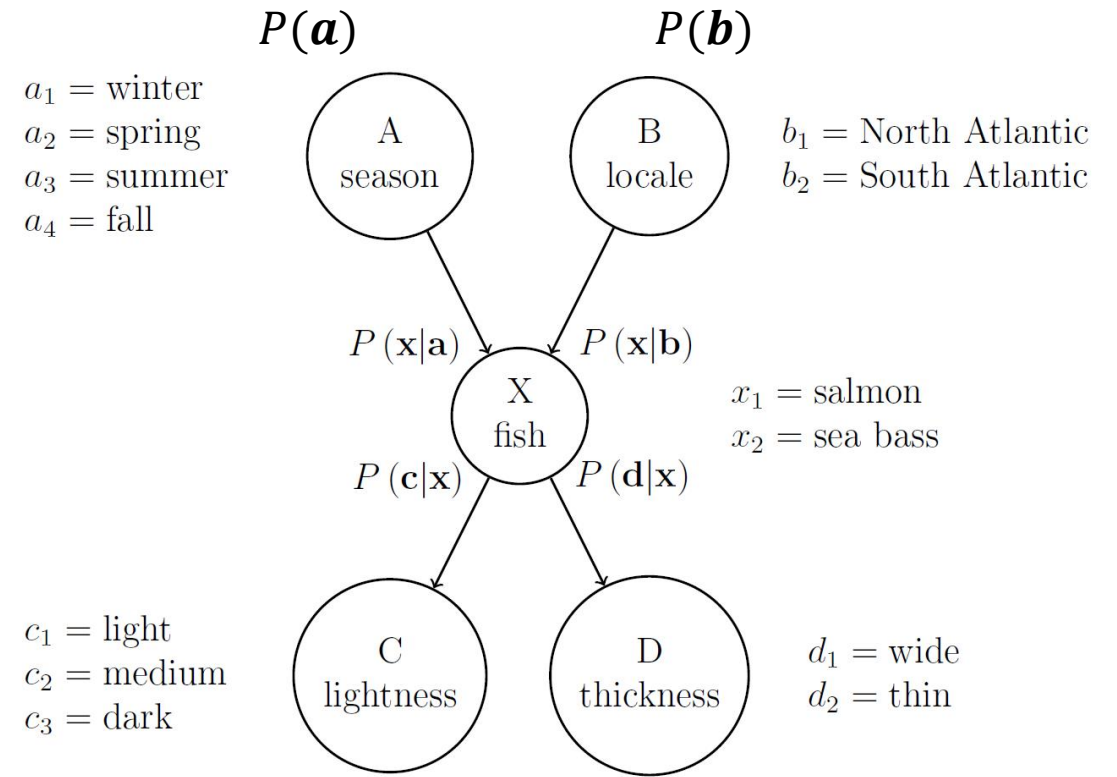 P(a)
P(b)
a₁ = winter
a₂ = spring
a₃ = summer
a₄ = fall
A
season
B
locale
b₁ = North Atlantic
b₂ = South Atlantic
P (x|a)
P (x|b)
X
fish
x₁ = salmon
x₂ = sea bass
P (c|x)
P (d|x)
c₁ = light
c₂ = medium
c₃ = dark
C
lightness
D
thickness
d₁ = wide
d₂ = thin